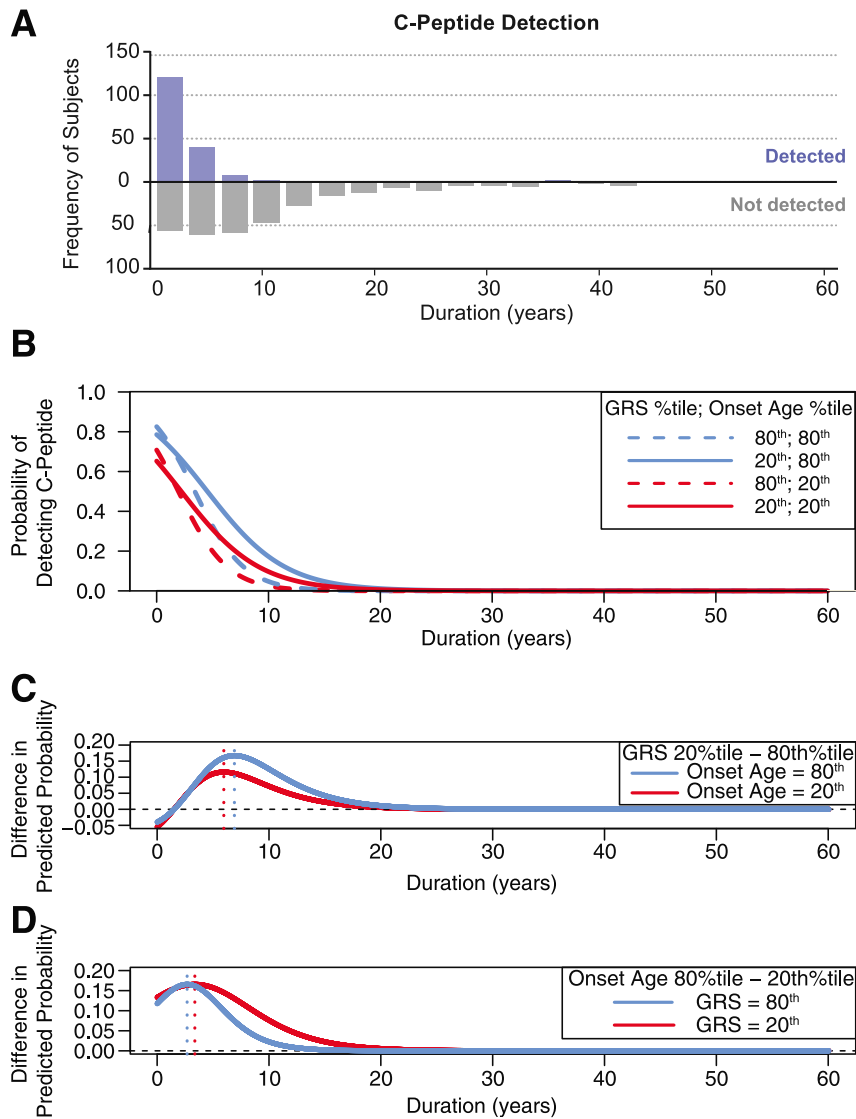 A
C-Peptide Detection
Frequency of Subjects
150
100
50
0
50
100
Detected
Not detected
0 10 20 30 40 50 60
Duration (years)
B
Probability of
Detecting C-Peptide
1.0
0.8
0.6
0.4
0.2
0.0
GRS %tile; Onset Age %tile
80th; 80th
20th; 80th
80th; 20th
20th; 20th
0 10 20 30 40 50 60
Duration (years)
C
Difference in
Predicted Probability
0.20
0.15
0.10
0.05
0.00
−0.05
GRS 20%tile − 80th%tile
Onset Age = 80th
Onset Age = 20th
0 10 20 30 40 50 60
Duration (years)
D
Difference in
Predicted Probability
0.20
0.15
0.10
0.05
0.00
Onset Age 80%tile − 20th%tile
GRS = 80th
GRS = 20th
0 10 20 30 40 50 60
Duration (years)